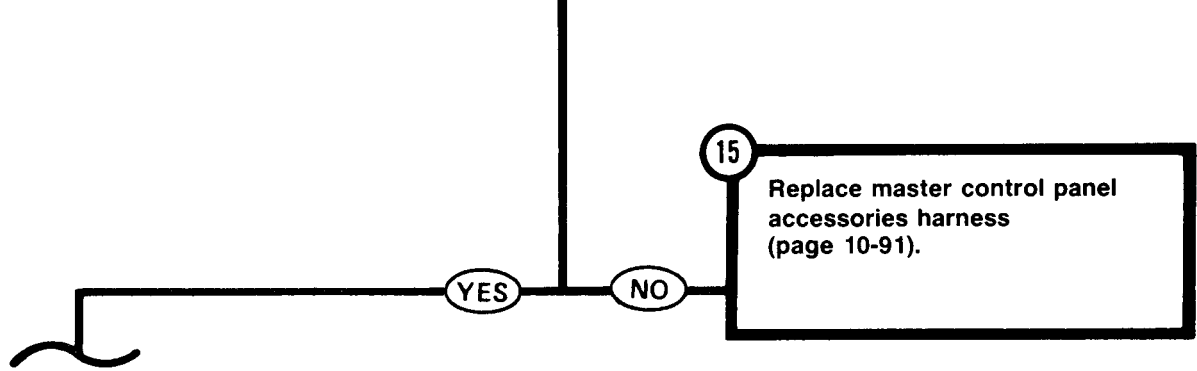 15
Replace master control panel
accessories harness
(page 10-91).
YES
NO